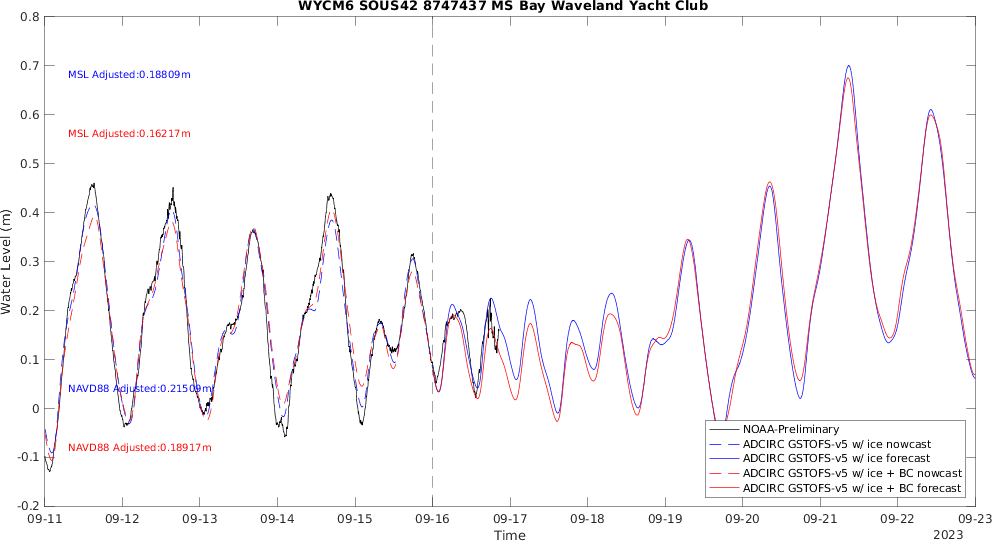 WYCM6 SOUS42 8747437 MS Bay Waveland Yacht Club
Water Level (m)
0.8
0.7
0.6
0.5
0.4
0.3
0.2
0.1
0
-0.1
-0.2
MSL Adjusted:0.18809m
MSL Adjusted:0.16217m
NAVD88 Adjusted:0.21509m
NAVD88 Adjusted:0.18917m
NOAA-Preliminary
ADCIRC GSTOFS-v5 w/ ice nowcast
ADCIRC GSTOFS-v5 w/ ice forecast
ADCIRC GSTOFS-v5 w/ ice + BC nowcast
ADCIRC GSTOFS-v5 w/ ice + BC forecast
09-11 09-12 09-13 09-14 09-15 09-16 09-17 09-18 09-19 09-20 09-21 09-22 09-23
Time
2023